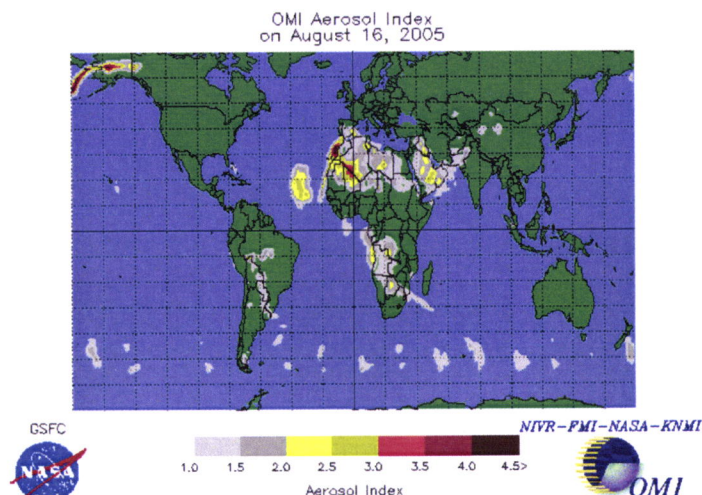 OMI Aerosol Index
on August 16, 2005
GSFC
NASA
1.0 1.5 2.0 2.5 3.0 3.5 4.0 4.5>
Aerosol Index
NIVR-FMI-NASA-KNMI
OMI